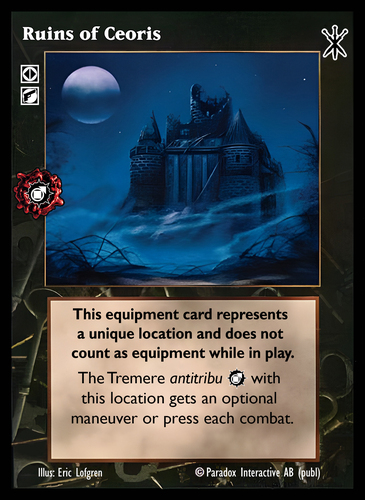 Ruins of Ceoris
This equipment card represents
a unique location and does not
count as equipment while in play.
The Tremere antitribu with
this location gets an optional
maneuver or press each combat.
Illus: Eric Lofgren © Paradox Interactive AB (publ)